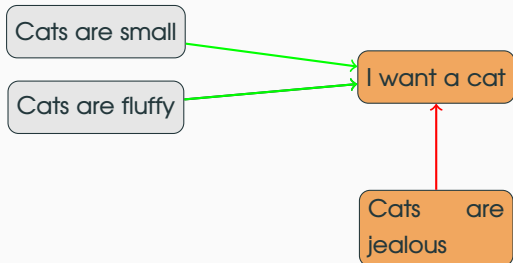 Cats are small
I want a cat
Cats are fluffy
Cats are
jealous